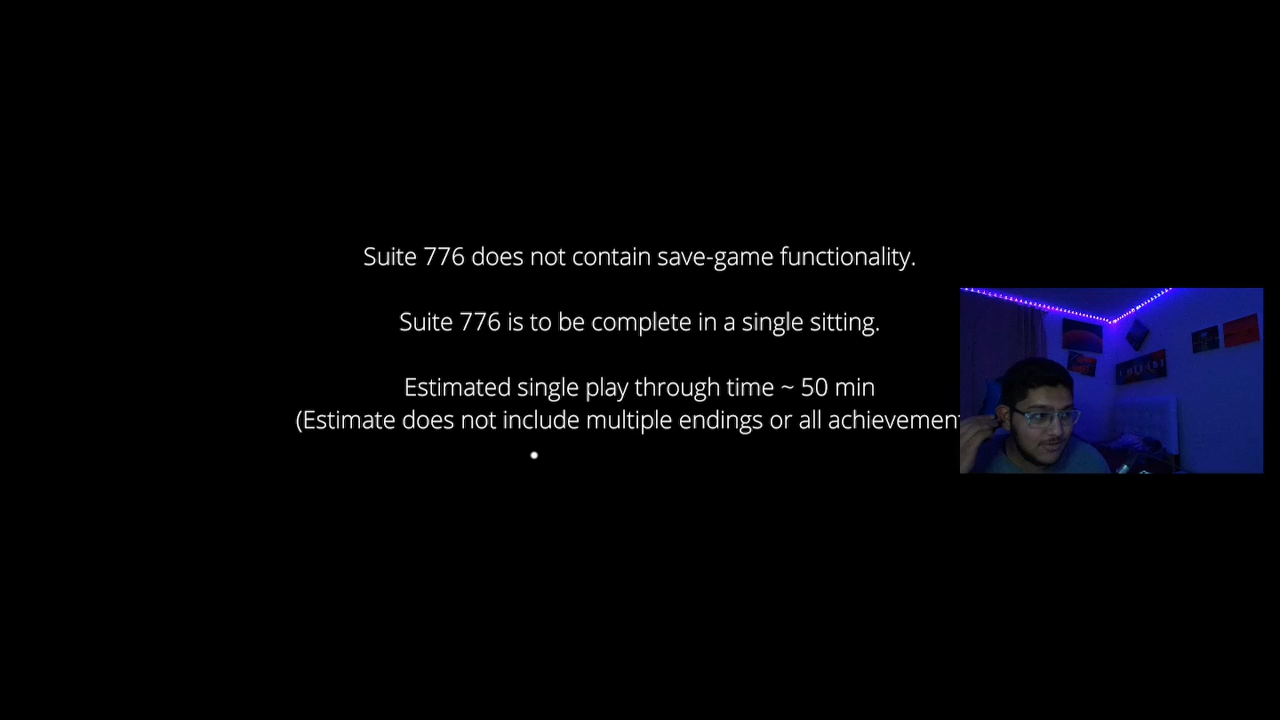 Suite 776 does not contain save-game functionality.
Suite 776 is to be complete in a single sitting.
Estimated single play through time ~ 50 min
(Estimate does not include multiple endings or all achievement